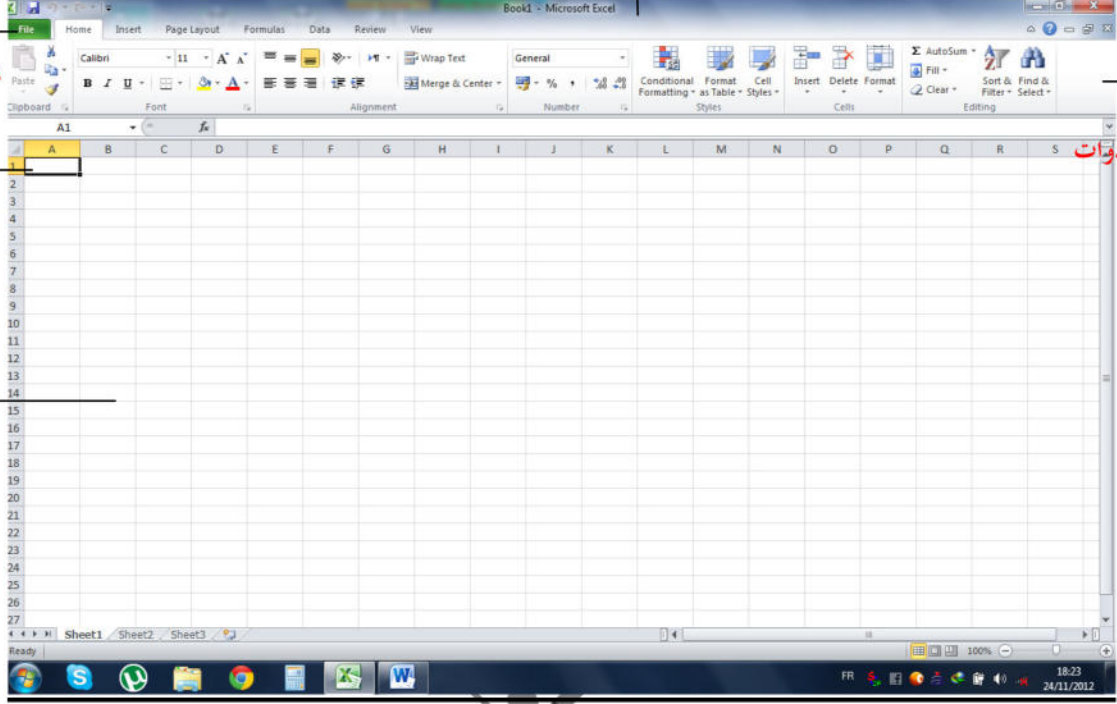 Book1 - Microsoft Excel
File Home Insert Page Layout Formulas Data Review View
Paste Calibri 11 A A Wrap Text General Conditional Formatting Format as Table Cell Styles Insert Delete Format Σ AutoSum Fill Clear Sort & Filter Find & Select
B I U A Merge & Center % ,
Clipboard Font Alignment Number Styles Cells Editing
A1 fx
A B C D E F G H I J K L M N O P Q R S
1
2
3
4
5
6
7
8
9
10
11
12
13
14
15
16
17
18
19
20
21
22
23
24
25
26
27
Sheet1 Sheet2 Sheet3
Ready 100%
FR 18:23
24/11/2012